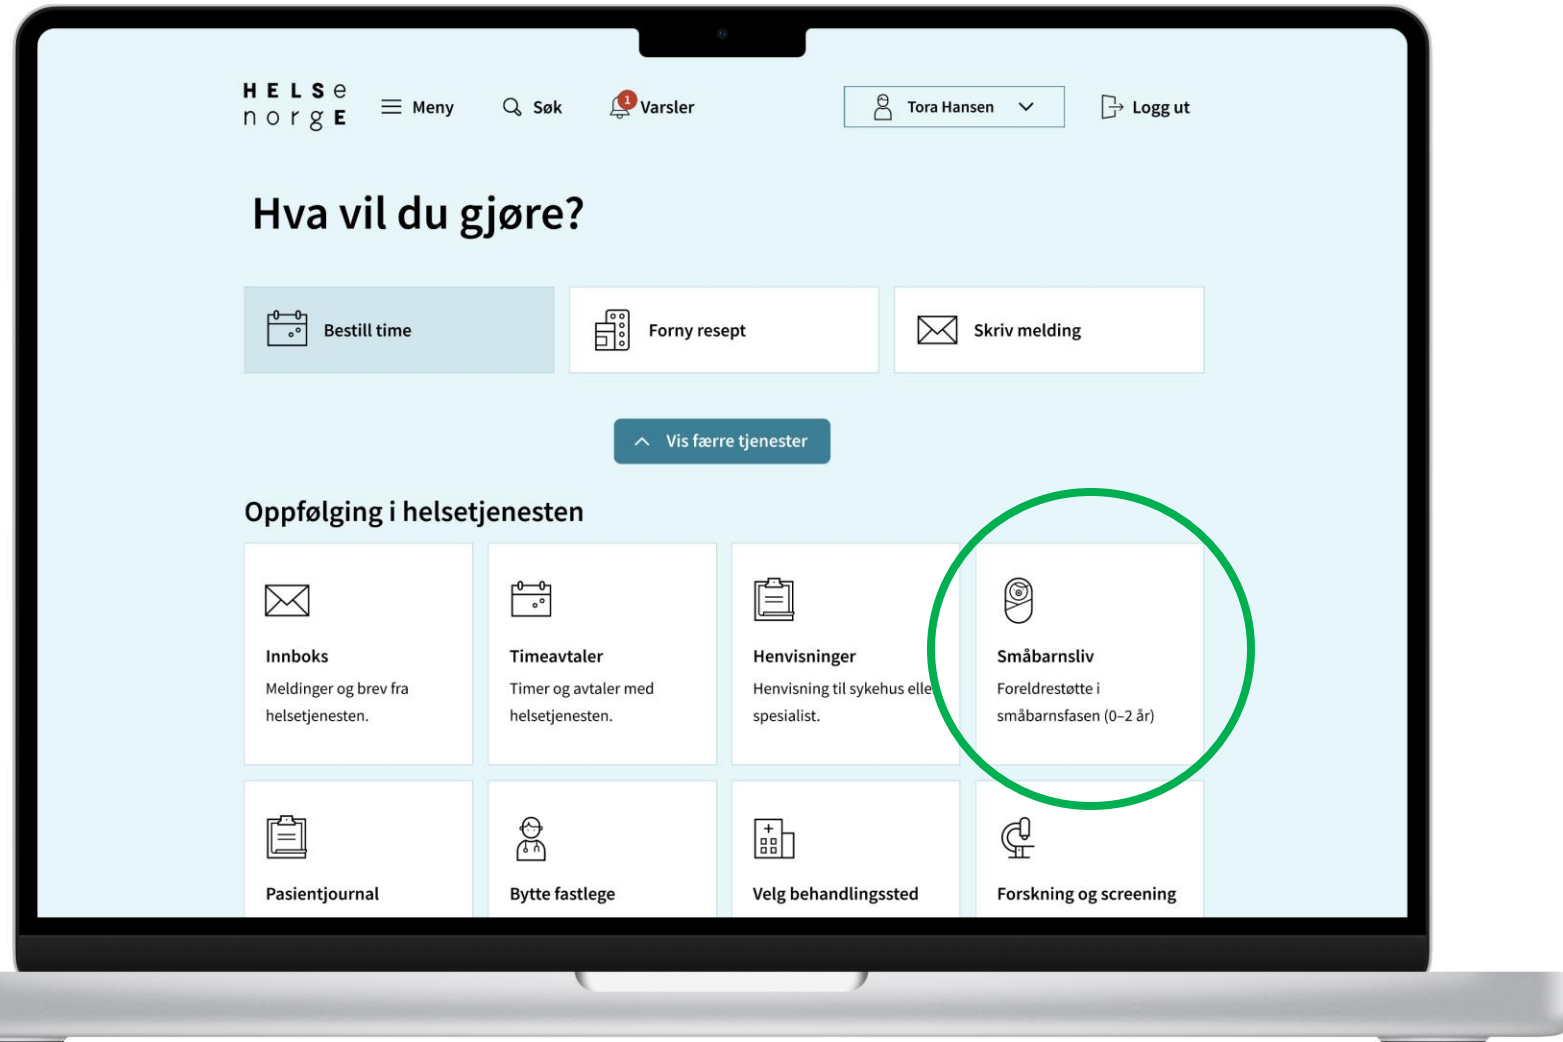 HELSe
norgE
Meny
Søk
1
Varsler
Tora Hansen
Logg ut
Hva vil du gjøre?
Bestill time
Forny resept
Skriv melding
Vis færre tjenester
Oppfølging i helsetjenesten
Innboks
Meldinger og brev fra
helsetjenesten.
Timeavtaler
Timer og avtaler med
helsetjenesten.
Henvisninger
Henvisning til sykehus elle
spesialist.
Småbarnsliv
Foreldrestøtte i
småbarnsfasen (0–2 år)
Pasientjournal
Bytte fastlege
Velg behandlingssted
Forskning og screening